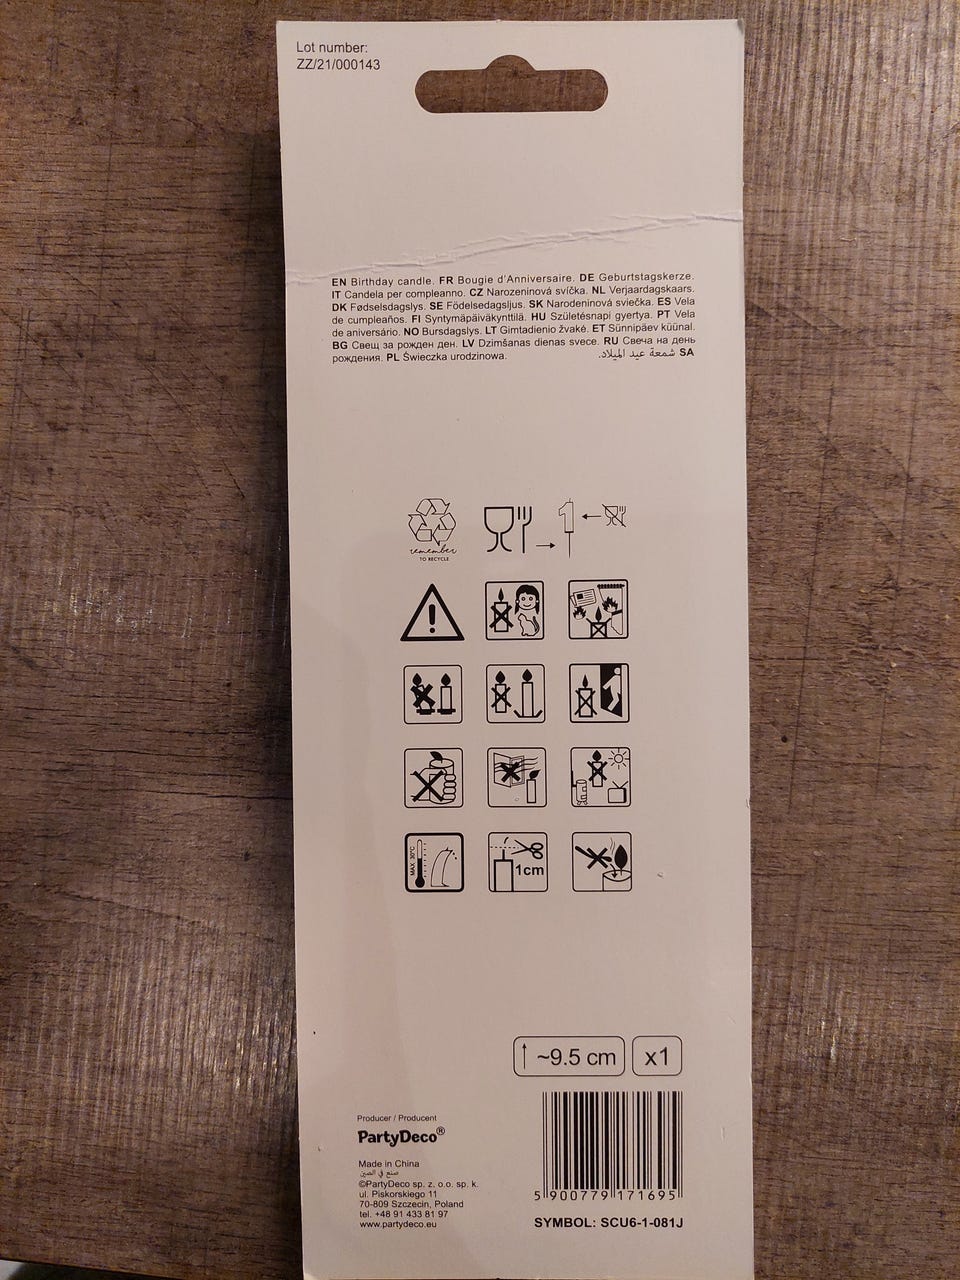 Lot number:
ZZ/21/000143
EN Birthday candle. FR Bougie d'Anniversaire. DE Geburtstagskerze.
IT Candela per compleanno. CZ Narozeninová svíčka. NL Verjaardagskaars.
DK Fødselsdagslys. SE Födelsedagsljus. SK Narodeninová sviečka. ES Vela
de cumpleaños. FI Syntymäpäiväkynttilä. HU Születésnapi gyertya. PT Vela
de aniversário. NO Bursdagslys. LT Gimtadienio žvakė. ET Sünnipäev küünal.
BG Свещ за рожден ден. LV Dzimšanas dienas svece. RU Свеча на день
рождения. PL Świeczka urodzinowa. SA شمعة عيد الميلاد.
remember
TO RECYCLE
1
MAX 30°C
1cm
~9.5 cm x1
Producer / Producent
PartyDeco®
Made in China
صنع في الصين
©PartyDeco sp. z. o.o. sp. k.
ul. Piskorskiego 11
70-809 Szczecin, Poland
tel. +48 91 433 81 97
www.partydeco.eu
5 900779 171695
SYMBOL: SCU6-1-081J